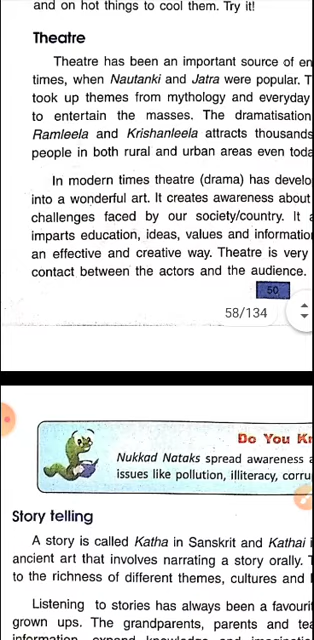 and on hot things to cool them. Try it!
Theatre
Theatre has been an important source of en
times, when Nautanki and Jatra were popular. T
took up themes from mythology and everyday
to entertain the masses. The dramatisation
Ramleela and Krishanleela attracts thousands
people in both rural and urban areas even toda
In modern times theatre (drama) has develo
into a wonderful art. It creates awareness about
challenges faced by our society/country. It a
imparts education, ideas, values and informatio
an effective and creative way. Theatre is very
contact between the actors and the audience.
50
58/134
Do You Kn
Nukkad Nataks spread awareness a
issues like pollution, illiteracy, corru
Story telling
A story is called Katha in Sanskrit and Kathai i
ancient art that involves narrating a story orally. T
to the richness of different themes, cultures and
Listening to stories has always been a favouri
grown ups. The grandparents, parents and tea
information, expand knowledge and